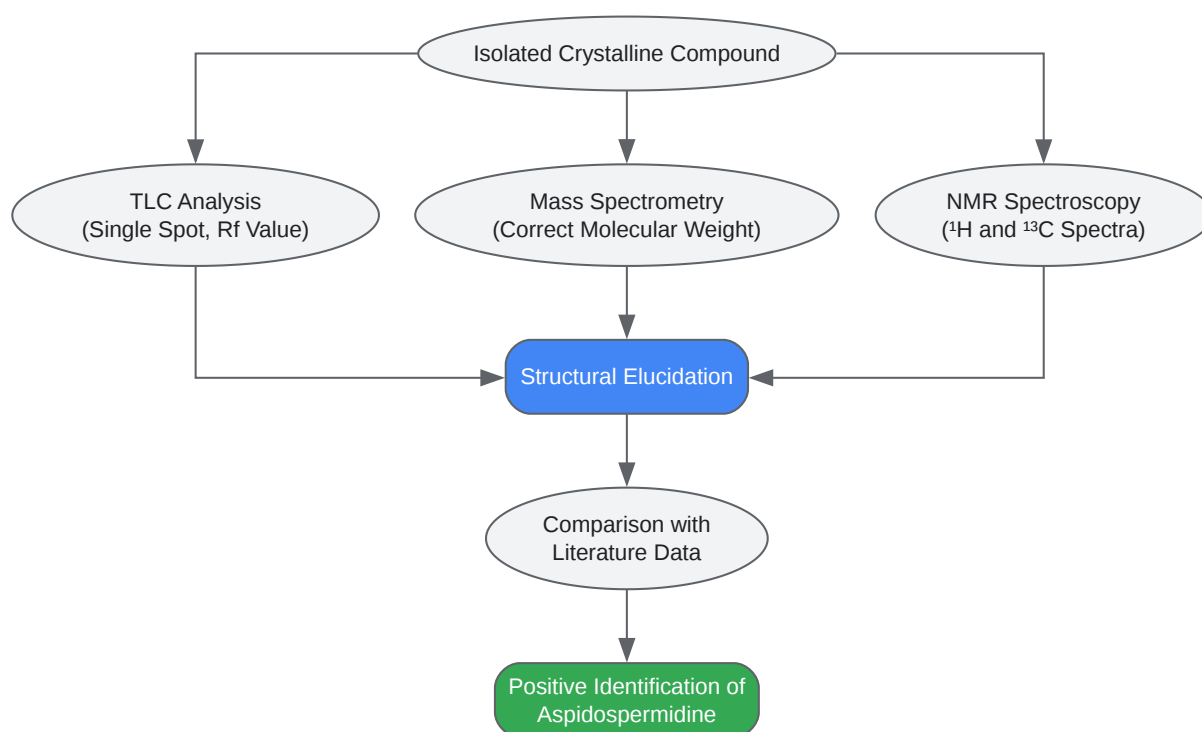 Isolated Crystalline Compound
TLC Analysis
(Single Spot, Rf Value)
Mass Spectrometry
(Correct Molecular Weight)
NMR Spectroscopy
(¹H and ¹³C Spectra)
Structural Elucidation
Comparison with
Literature Data
Positive Identification of
Aspidospermidine